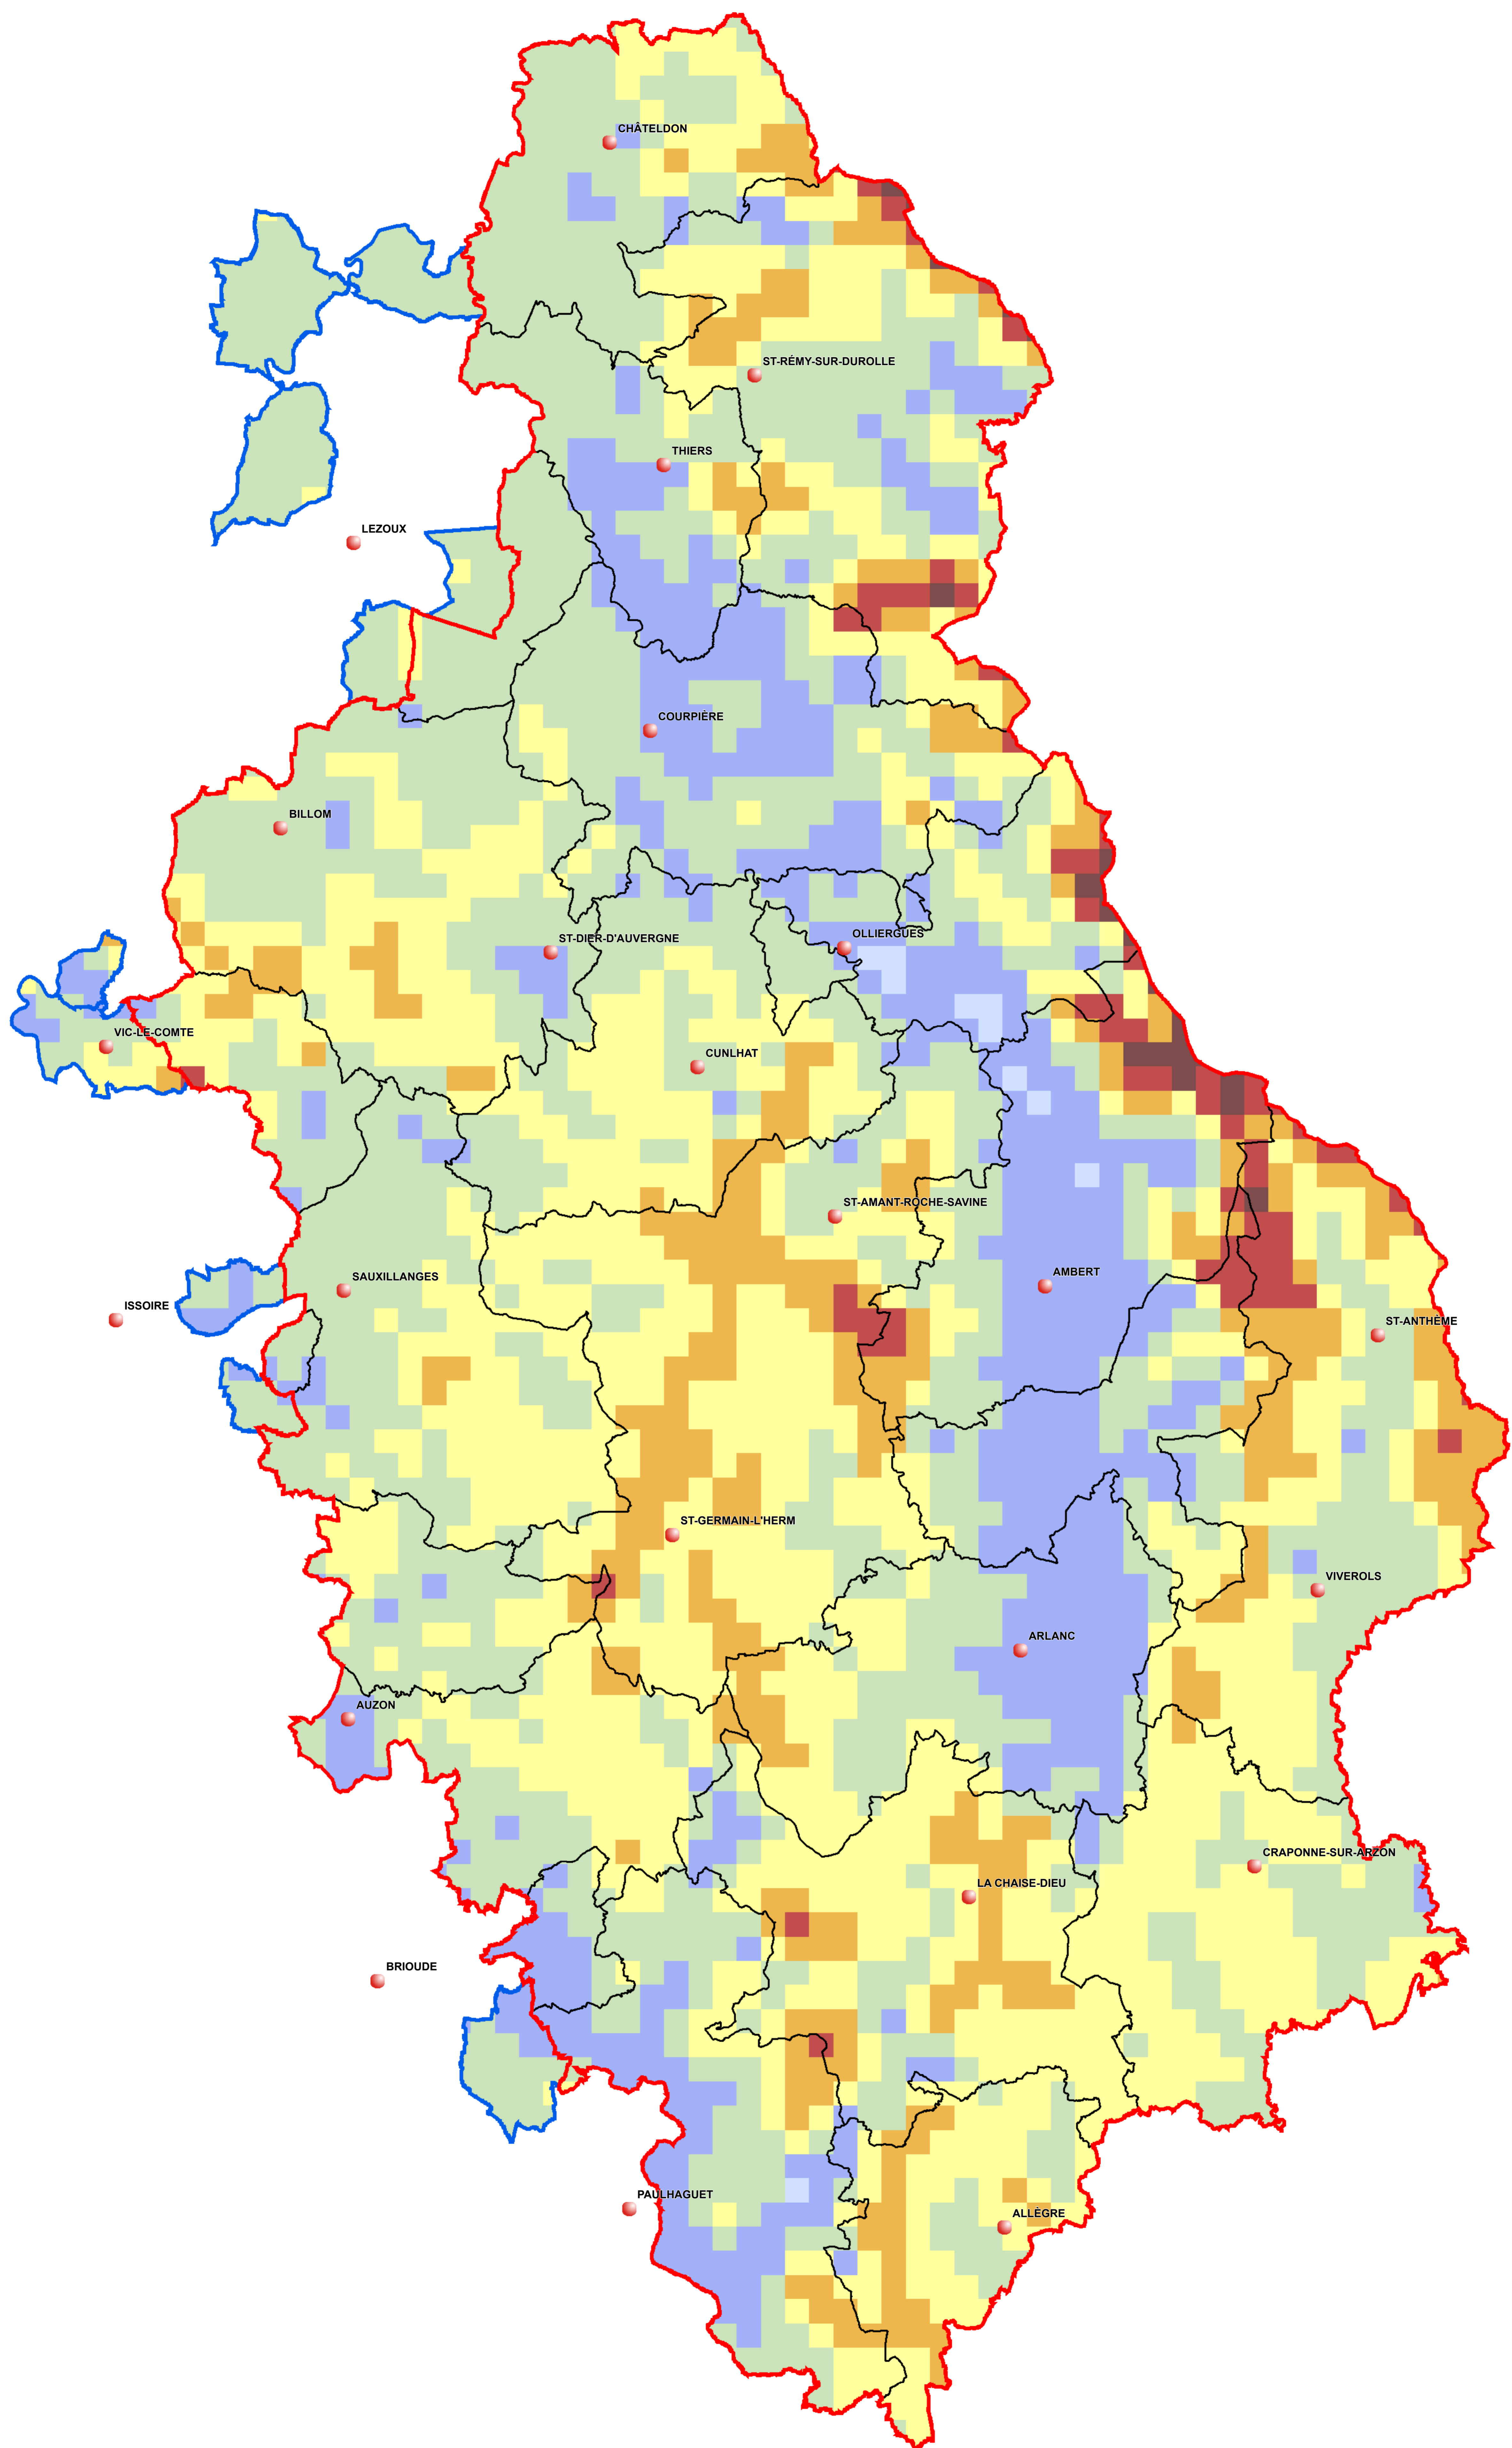 CHÂTELDON
ST-RÉMY-SUR-DUROLLE
THIERS
LEZOUX
COURPIÈRE
BILLOM
OLLIERGUES
ST-DIER-D'AUVERGNE
VIC-LE-COMTE
CUNLHAT
ST-AMANT-ROCHE-SAVINE
AMBERT
SAUXILLANGES
ISSOIRE
ST-ANTHÈME
ST-GERMAIN-L'HERM
VIVEROLS
ARLANC
AUZON
CRAPONNE-SUR-ARZON
LA CHAISE-DIEU
BRIOUDE
PAULHAGUET
ALLÈGRE